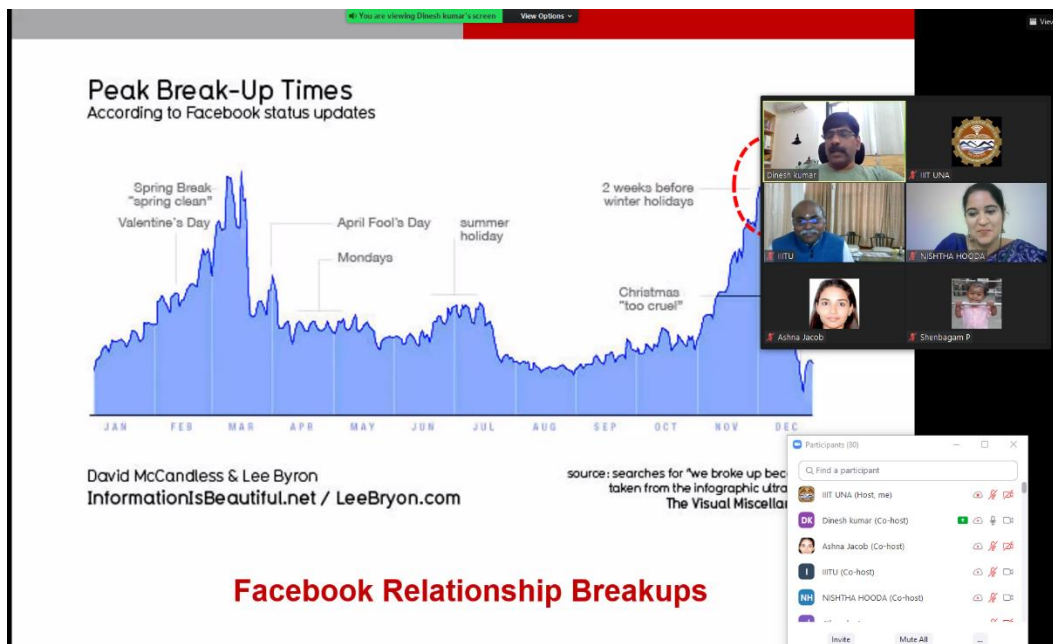 You are viewing Dinesh kumar's screen
View Options
View
Peak Break-Up Times
According to Facebook status updates
Spring Break
"spring clean"
Valentine's Day
April Fool's Day
Mondays
summer
holiday
2 weeks before
winter holidays
Christmas
"too cruel"
JAN FEB MAR APR MAY JUN JUL AUG SEP OCT NOV DEC
David McCandless & Lee Byron
InformationIsBeautiful.net / LeeBryon.com
source: searches for "we broke up bec
taken from the infographic ultra
The Visual Miscella
Facebook Relationship Breakups
Dinesh kumar
IIIT UNA
IIITU
NISHTHA HOODA
Ashna Jacob
Shenbagam P
Participants (80)
Find a participant
IIIT UNA (Host, me)
DK Dinesh kumar (Co-host)
Ashna Jacob (Co-host)
I IIITU (Co-host)
NH NISHTHA HOODA (Co-host)
Invite Mute All ...